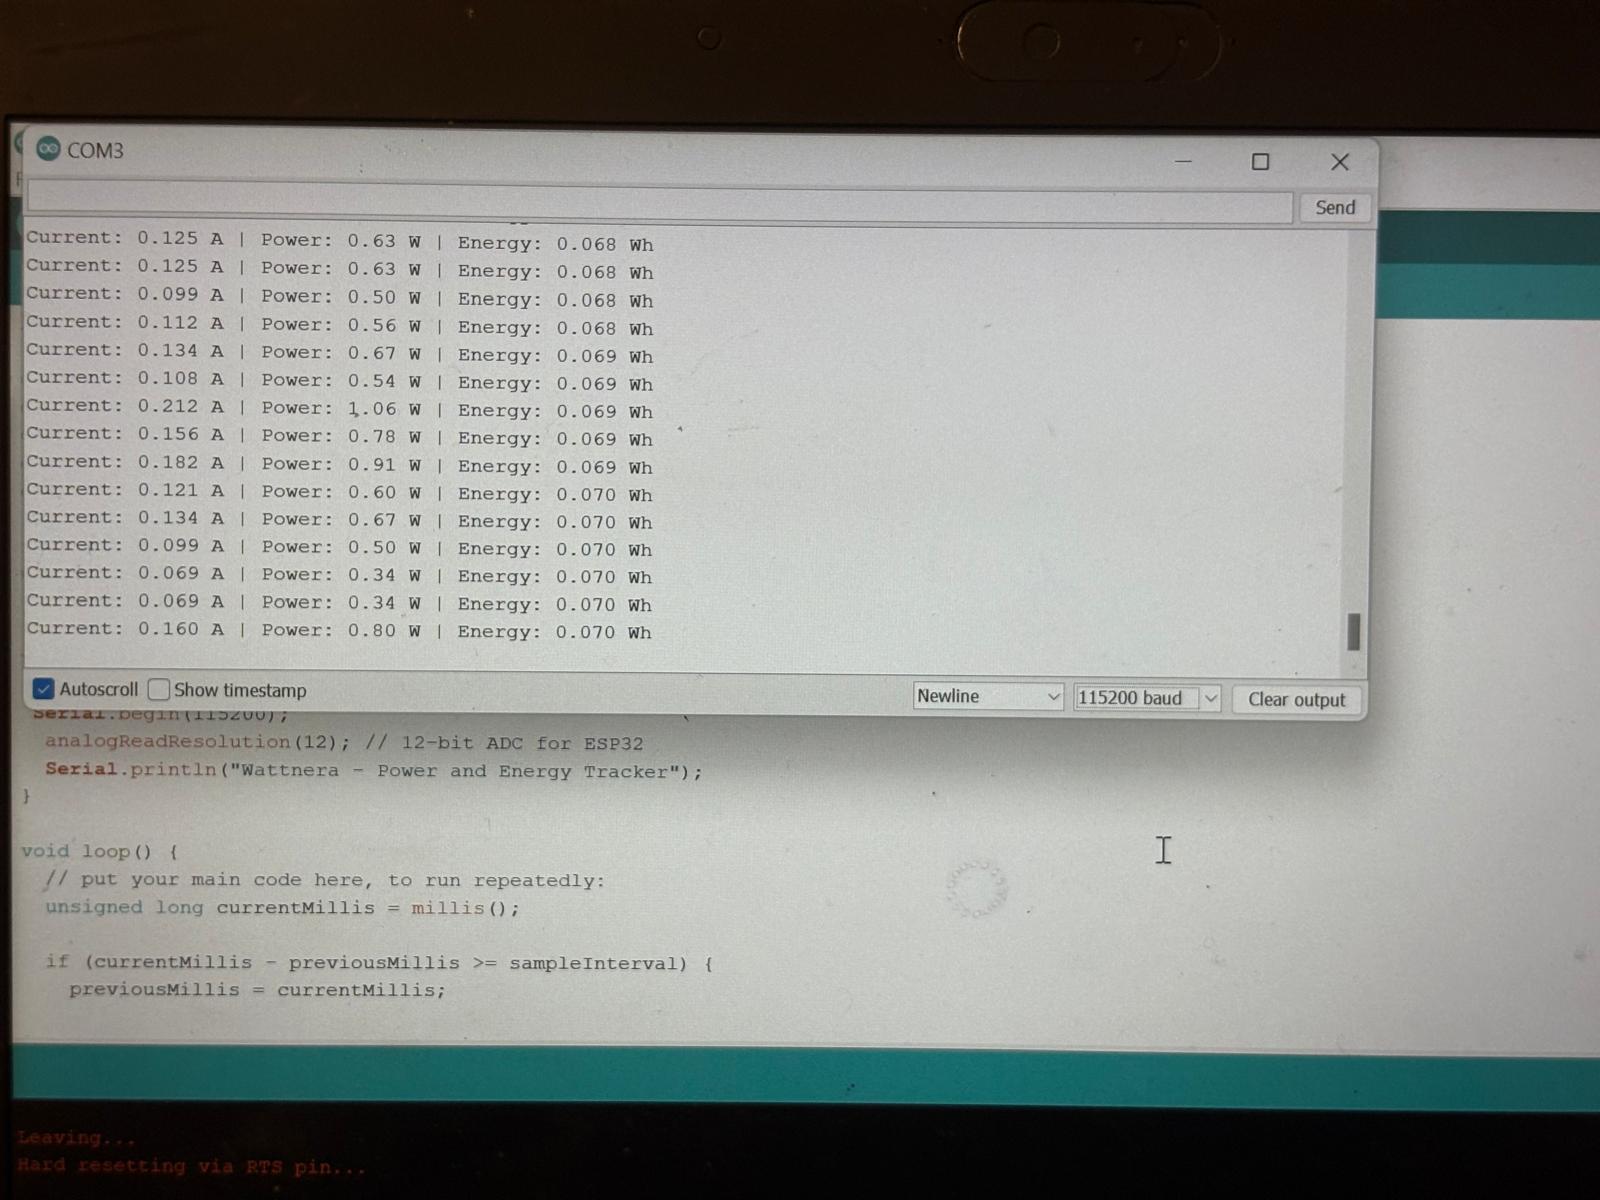 COM3
Send
Current: 0.125 A | Power: 0.63 W | Energy: 0.068 Wh
Current: 0.125 A | Power: 0.63 W | Energy: 0.068 Wh
Current: 0.099 A | Power: 0.50 W | Energy: 0.068 Wh
Current: 0.112 A | Power: 0.56 W | Energy: 0.068 Wh
Current: 0.134 A | Power: 0.67 W | Energy: 0.069 Wh
Current: 0.108 A | Power: 0.54 W | Energy: 0.069 Wh
Current: 0.212 A | Power: 1.06 W | Energy: 0.069 Wh
Current: 0.156 A | Power: 0.78 W | Energy: 0.069 Wh
Current: 0.182 A | Power: 0.91 W | Energy: 0.069 Wh
Current: 0.121 A | Power: 0.60 W | Energy: 0.070 Wh
Current: 0.134 A | Power: 0.67 W | Energy: 0.070 Wh
Current: 0.099 A | Power: 0.50 W | Energy: 0.070 Wh
Current: 0.069 A | Power: 0.34 W | Energy: 0.070 Wh
Current: 0.069 A | Power: 0.34 W | Energy: 0.070 Wh
Current: 0.160 A | Power: 0.80 W | Energy: 0.070 Wh
Autoscroll Show timestamp Newline 115200 baud Clear output
Serial.begin(115200);
analogReadResolution(12); // 12-bit ADC for ESP32
Serial.println("Wattnera - Power and Energy Tracker");
}
void loop() {
// put your main code here, to run repeatedly:
unsigned long currentMillis = millis();
if (currentMillis - previousMillis >= sampleInterval) {
previousMillis = currentMillis;
Leaving...
Hard resetting via RTS pin...